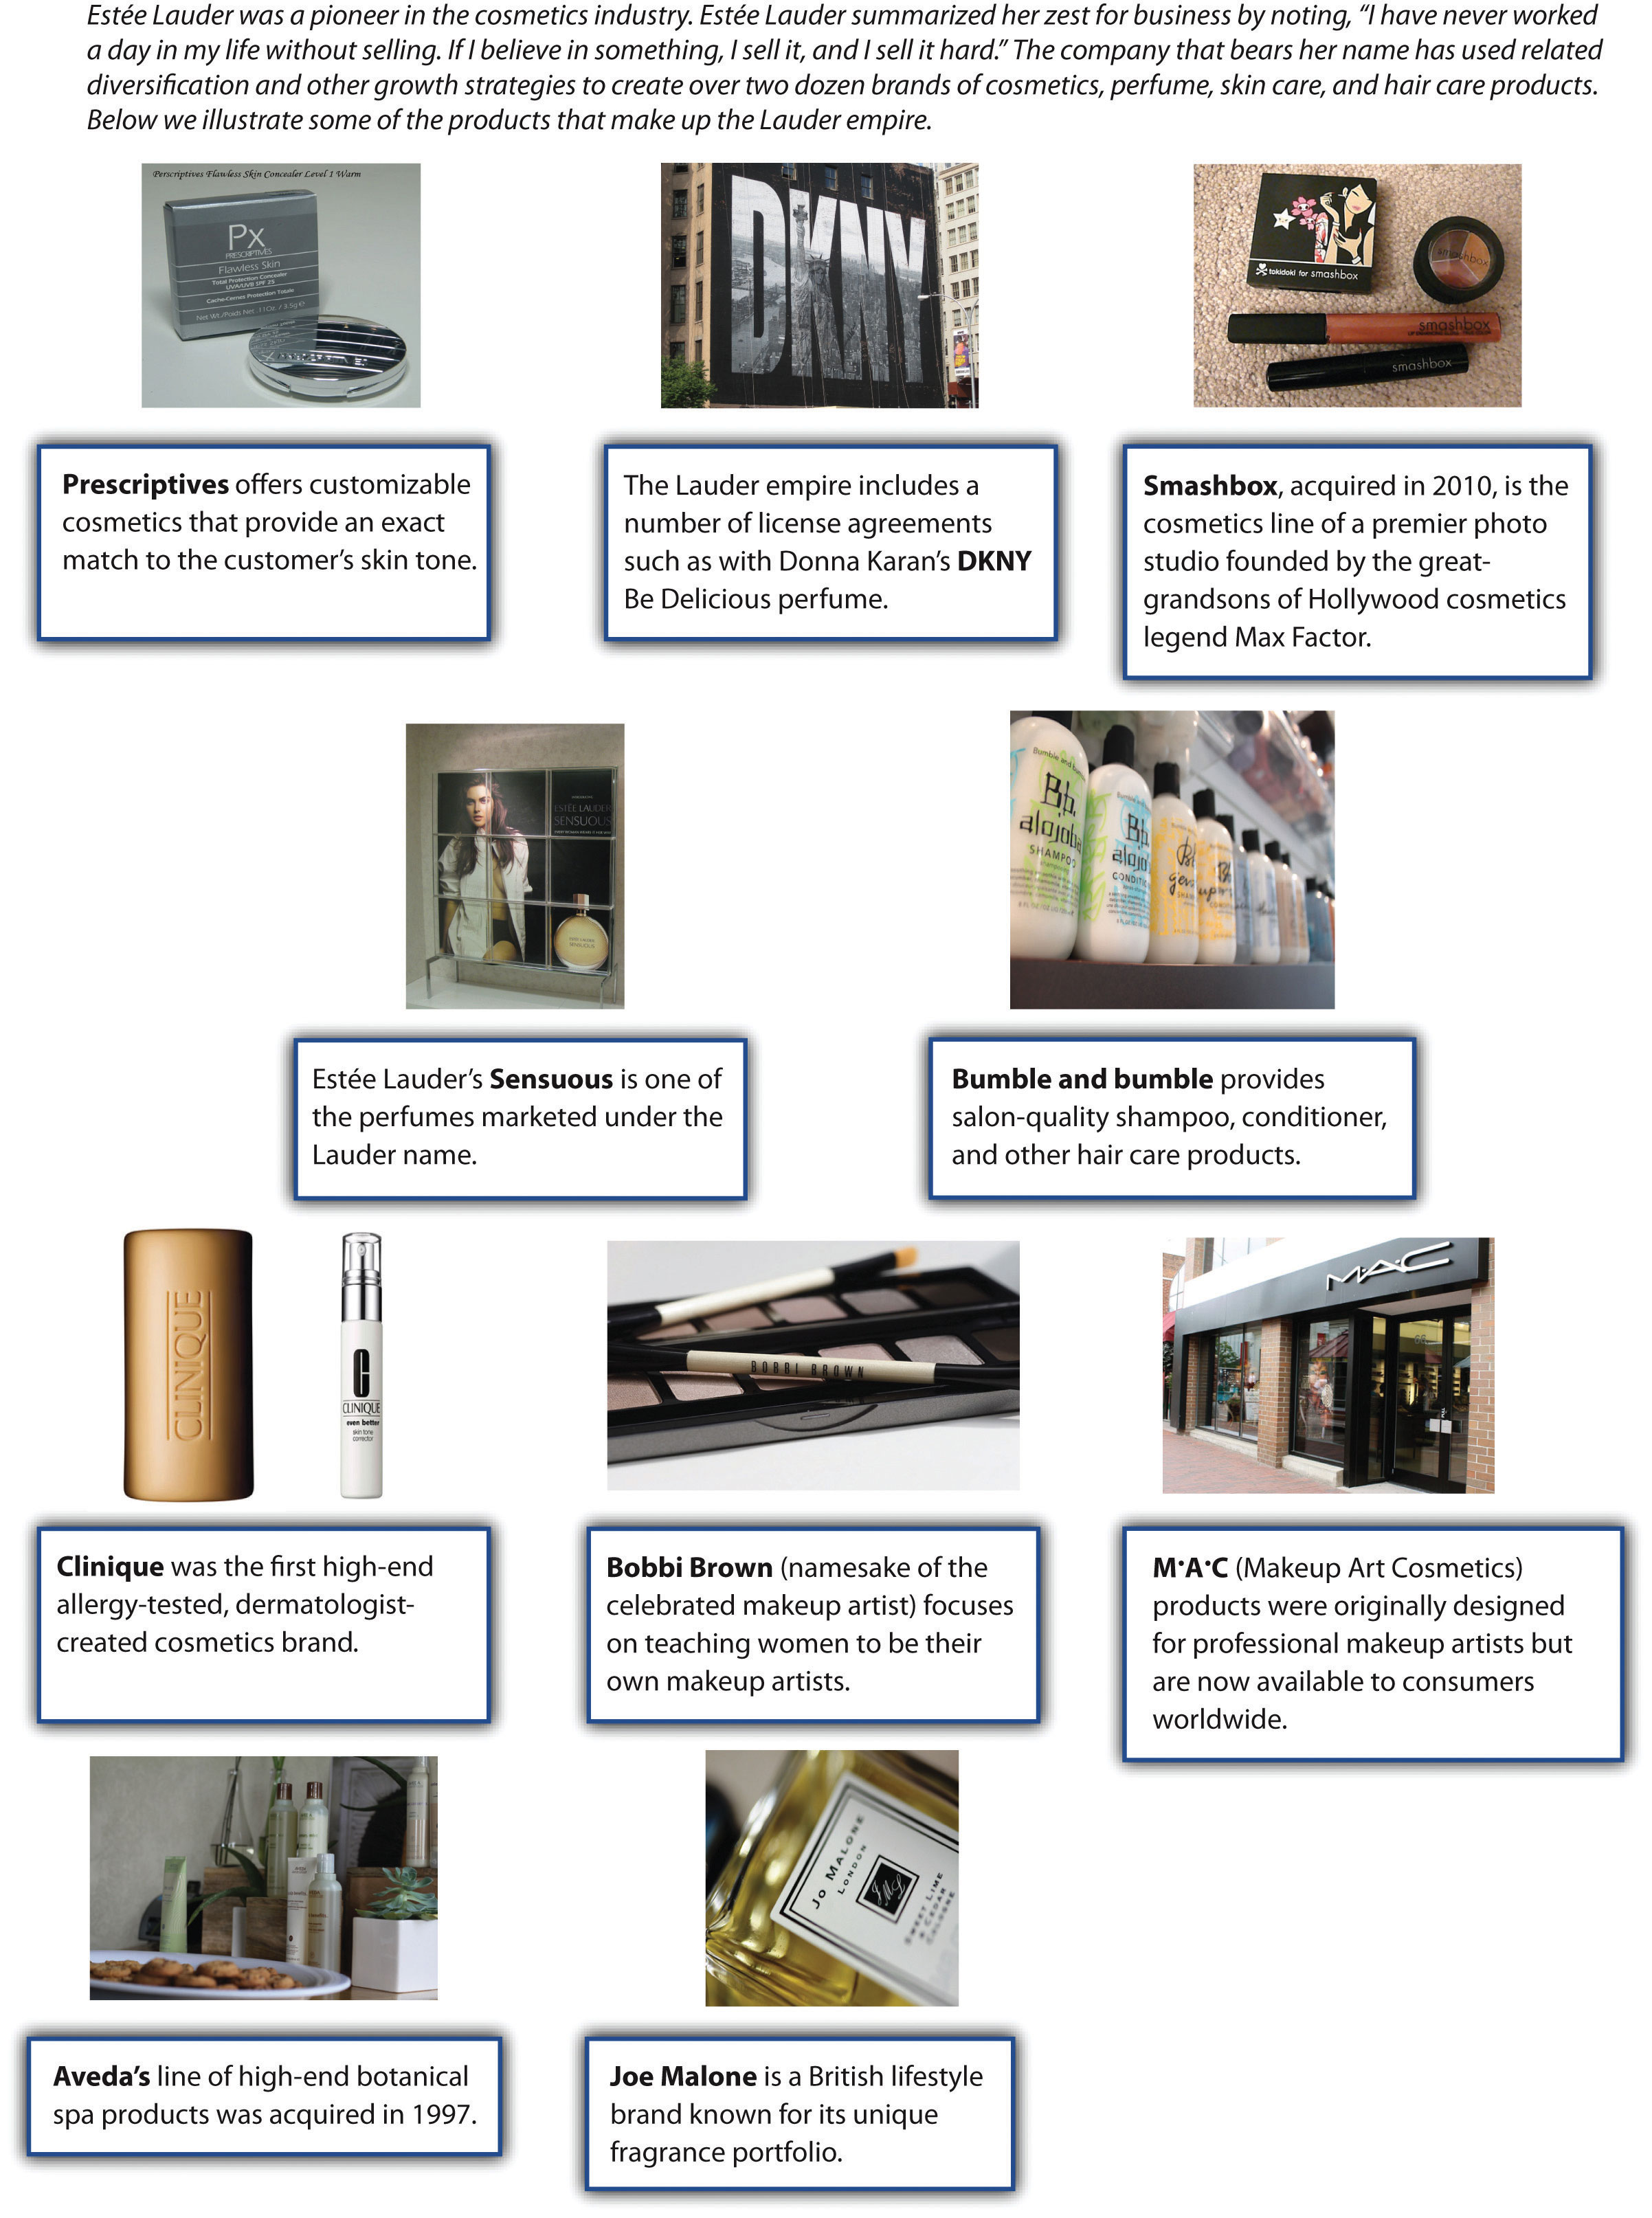 Estée Lauder was a pioneer in the cosmetics industry. Estée Lauder summarized her zest for business by noting, “I have never worked
a day in my life without selling. If I believe in something, I sell it, and I sell it hard.” The company that bears her name has used related
diversification and other growth strategies to create over two dozen brands of cosmetics, perfume, skin care, and hair care products.
Below we illustrate some of the products that make up the Lauder empire.
Perscriptives Flawless Skin Concealer Level 1 Warm
Px
PRESCRIPTIVES
Flawless Skin
Total Protection Concealer
UVA/UVB SPF 25
Cache-Cernes Protection Totale
Net Wt./Poids Net .11Oz. / 3.5g e
DKNY
tokidoki for smashbox
smashbox
smashbox
smashbox
Prescriptives offers customizable
cosmetics that provide an exact
match to the customer’s skin tone.
The Lauder empire includes a
number of license agreements
such as with Donna Karan’s DKNY
Be Delicious perfume.
Smashbox, acquired in 2010, is the
cosmetics line of a premier photo
studio founded by the great-
grandsons of Hollywood cosmetics
legend Max Factor.
ESTÉE LAUDER
SENSUOUS
Bumble and
Bb.
alojoba
SHAMPOO
Bb.
alojo
Estée Lauder’s Sensuous is one of
the perfumes marketed under the
Lauder name.
Bumble and bumble provides
salon-quality shampoo, conditioner,
and other hair care products.
CLINIQUE
CLINIQUE
even better
skin tone
corrector
BOBBI BROWN
M·A·C
Clinique was the first high-end
allergy-tested, dermatologist-
created cosmetics brand.
Bobbi Brown (namesake of the
celebrated makeup artist) focuses
on teaching women to be their
own makeup artists.
M·A·C (Makeup Art Cosmetics)
products were originally designed
for professional makeup artists but
are now available to consumers
worldwide.
JO MALONE
LONDON
SWEET LIME
& CEDAR
COLOGNE
Aveda’s line of high-end botanical
spa products was acquired in 1997.
Joe Malone is a British lifestyle
brand known for its unique
fragrance portfolio.